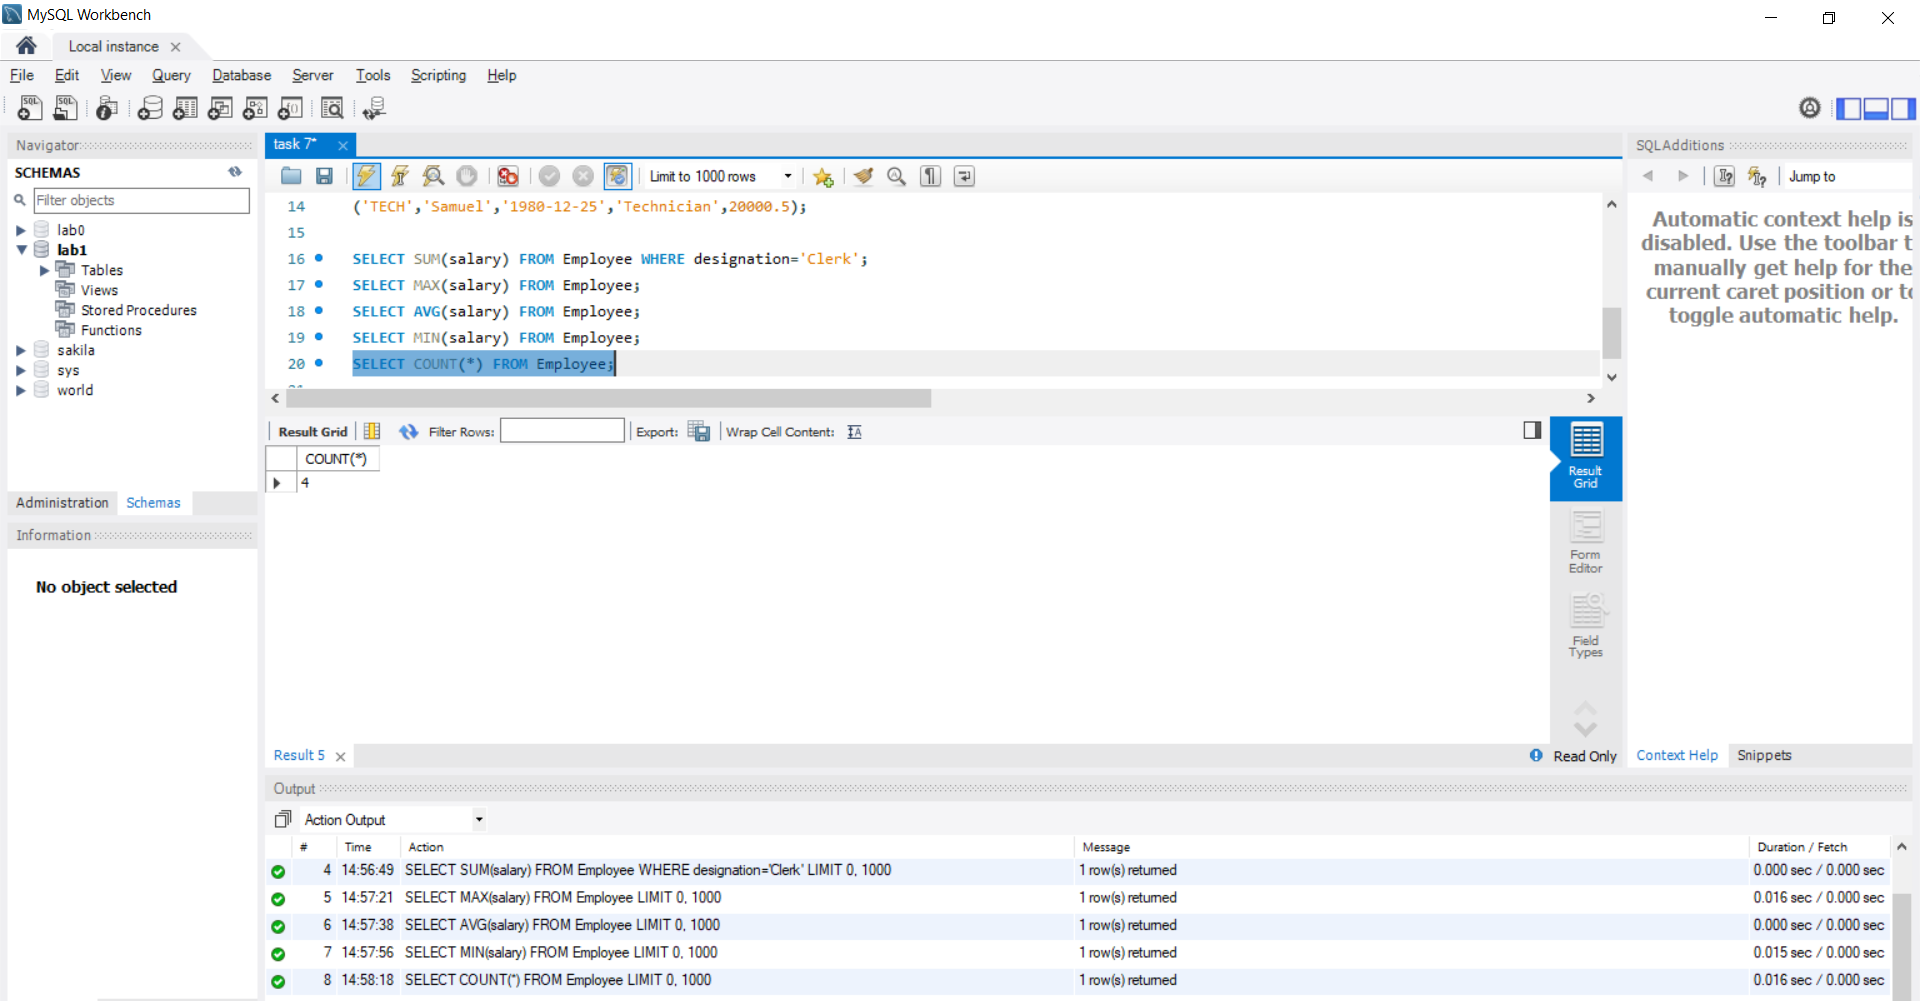 MySQL Workbench
Local instance
File Edit View Query Database Server Tools Scripting Help
Navigator
SCHEMAS
Filter objects
lab0
lab1
Tables
Views
Stored Procedures
Functions
sakila
sys
world
Administration Schemas
Information
No object selected
task 7*
Limit to 1000 rows
14 ('TECH','Samuel','1980-12-25','Technician',20000.5);
15
16 SELECT SUM(salary) FROM Employee WHERE designation='Clerk';
17 SELECT MAX(salary) FROM Employee;
18 SELECT AVG(salary) FROM Employee;
19 SELECT MIN(salary) FROM Employee;
20 SELECT COUNT(*) FROM Employee;
Result Grid Filter Rows: Export: Wrap Cell Content:
COUNT(*)
4
Result Grid
Form Editor
Field Types
Result 5
Read Only
SQLAdditions
Jump to
Automatic context help is
disabled. Use the toolbar t
manually get help for the
current caret position or to
toggle automatic help.
Context Help Snippets
Output
Action Output
# Time Action Message Duration / Fetch
4 14:56:49 SELECT SUM(salary) FROM Employee WHERE designation='Clerk' LIMIT 0, 1000 1 row(s) returned 0.000 sec / 0.000 sec
5 14:57:21 SELECT MAX(salary) FROM Employee LIMIT 0, 1000 1 row(s) returned 0.016 sec / 0.000 sec
6 14:57:38 SELECT AVG(salary) FROM Employee LIMIT 0, 1000 1 row(s) returned 0.000 sec / 0.000 sec
7 14:57:56 SELECT MIN(salary) FROM Employee LIMIT 0, 1000 1 row(s) returned 0.015 sec / 0.000 sec
8 14:58:18 SELECT COUNT(*) FROM Employee LIMIT 0, 1000 1 row(s) returned 0.016 sec / 0.000 sec